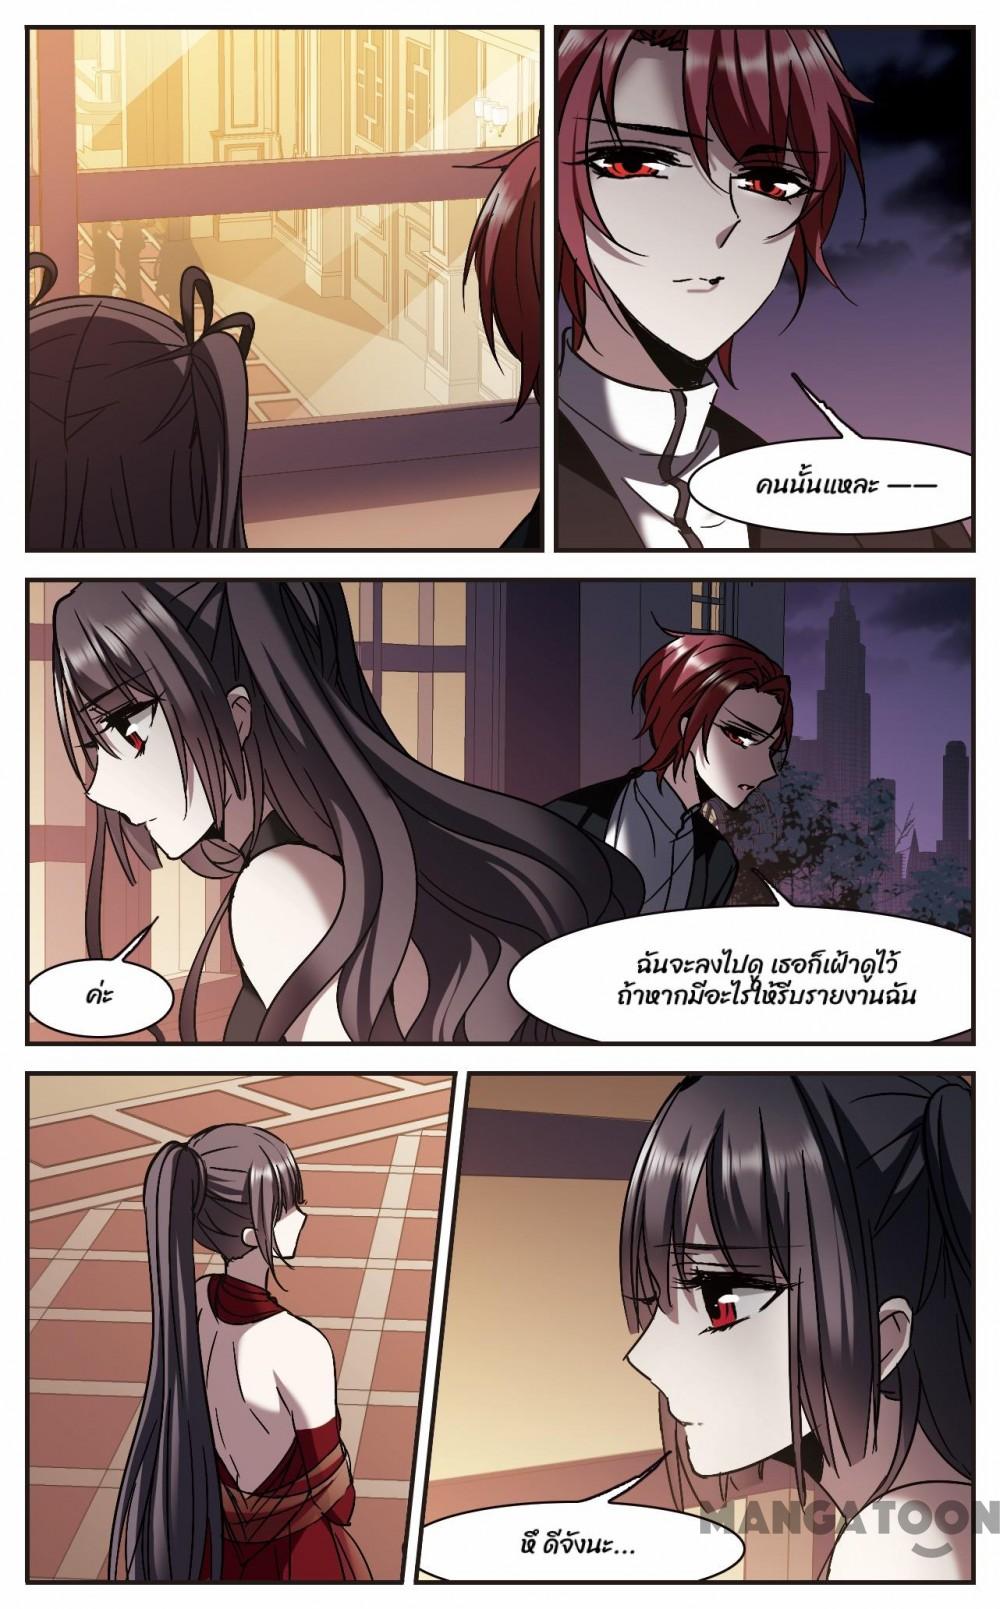 คนนั้นแหละ ——
ฉันจะลงไปดู เธอก็เฝ้าดูไว้
ถ้าหากมีอะไรให้รีบรายงานฉัน
ค่ะ
หึ ดีจังนะ...
MANGATOON